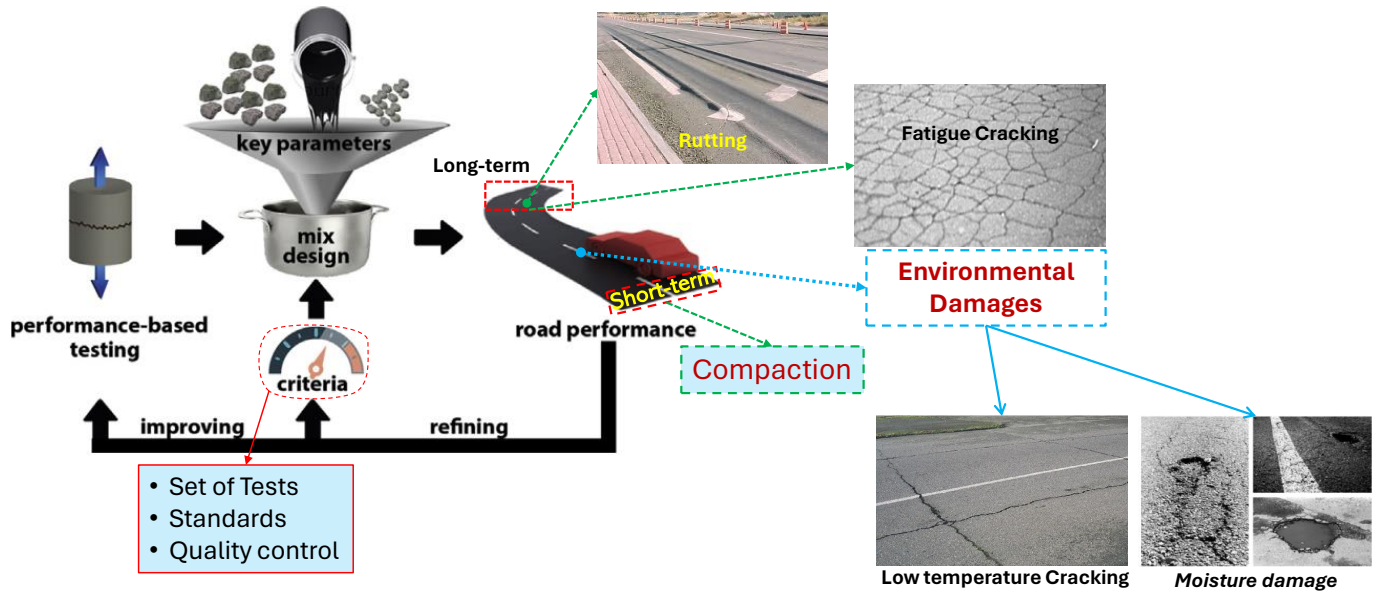 key parameters
Long-term
Rutting
Fatigue Cracking
mix
design
Short-term
Environmental
Damages
performance-based
testing
criteria
road performance
Compaction
improving
refining
• Set of Tests
• Standards
• Quality control
Low temperature Cracking
Moisture damage